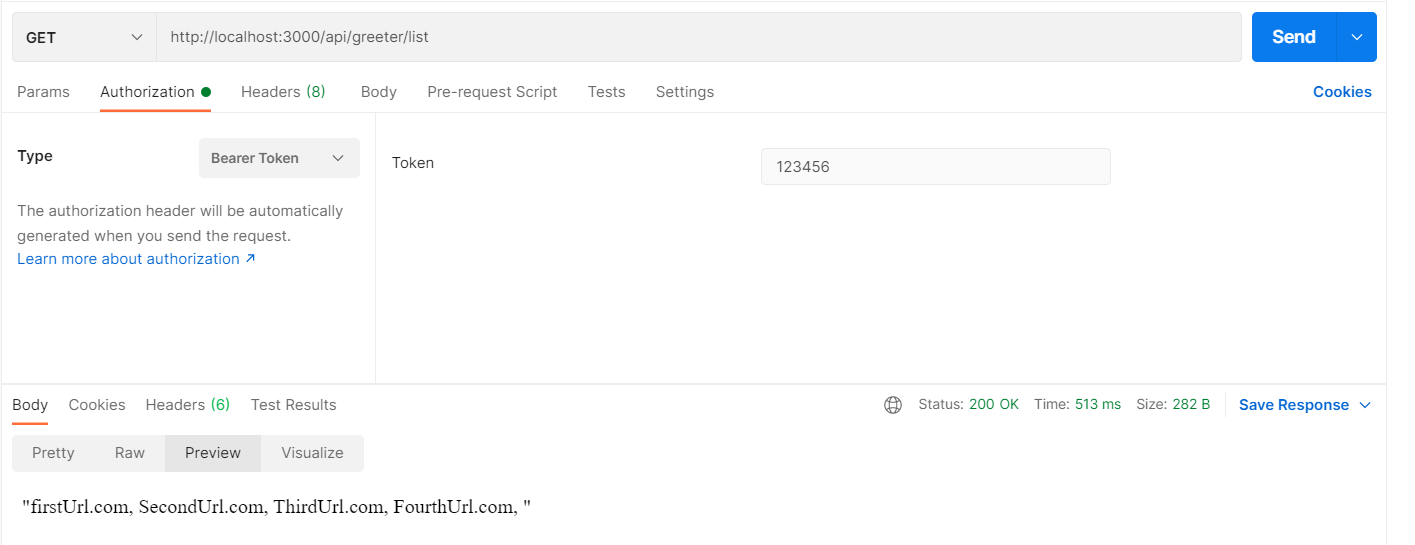 GET http://localhost:3000/api/greeter/list Send
Params Authorization Headers (8) Body Pre-request Script Tests Settings Cookies
Type Bearer Token Token 123456
The authorization header will be automatically
generated when you send the request.
Learn more about authorization ↗
Body Cookies Headers (6) Test Results Status: 200 OK Time: 513 ms Size: 282 B Save Response
Pretty Raw Preview Visualize
"firstUrl.com, SecondUrl.com, ThirdUrl.com, FourthUrl.com, "